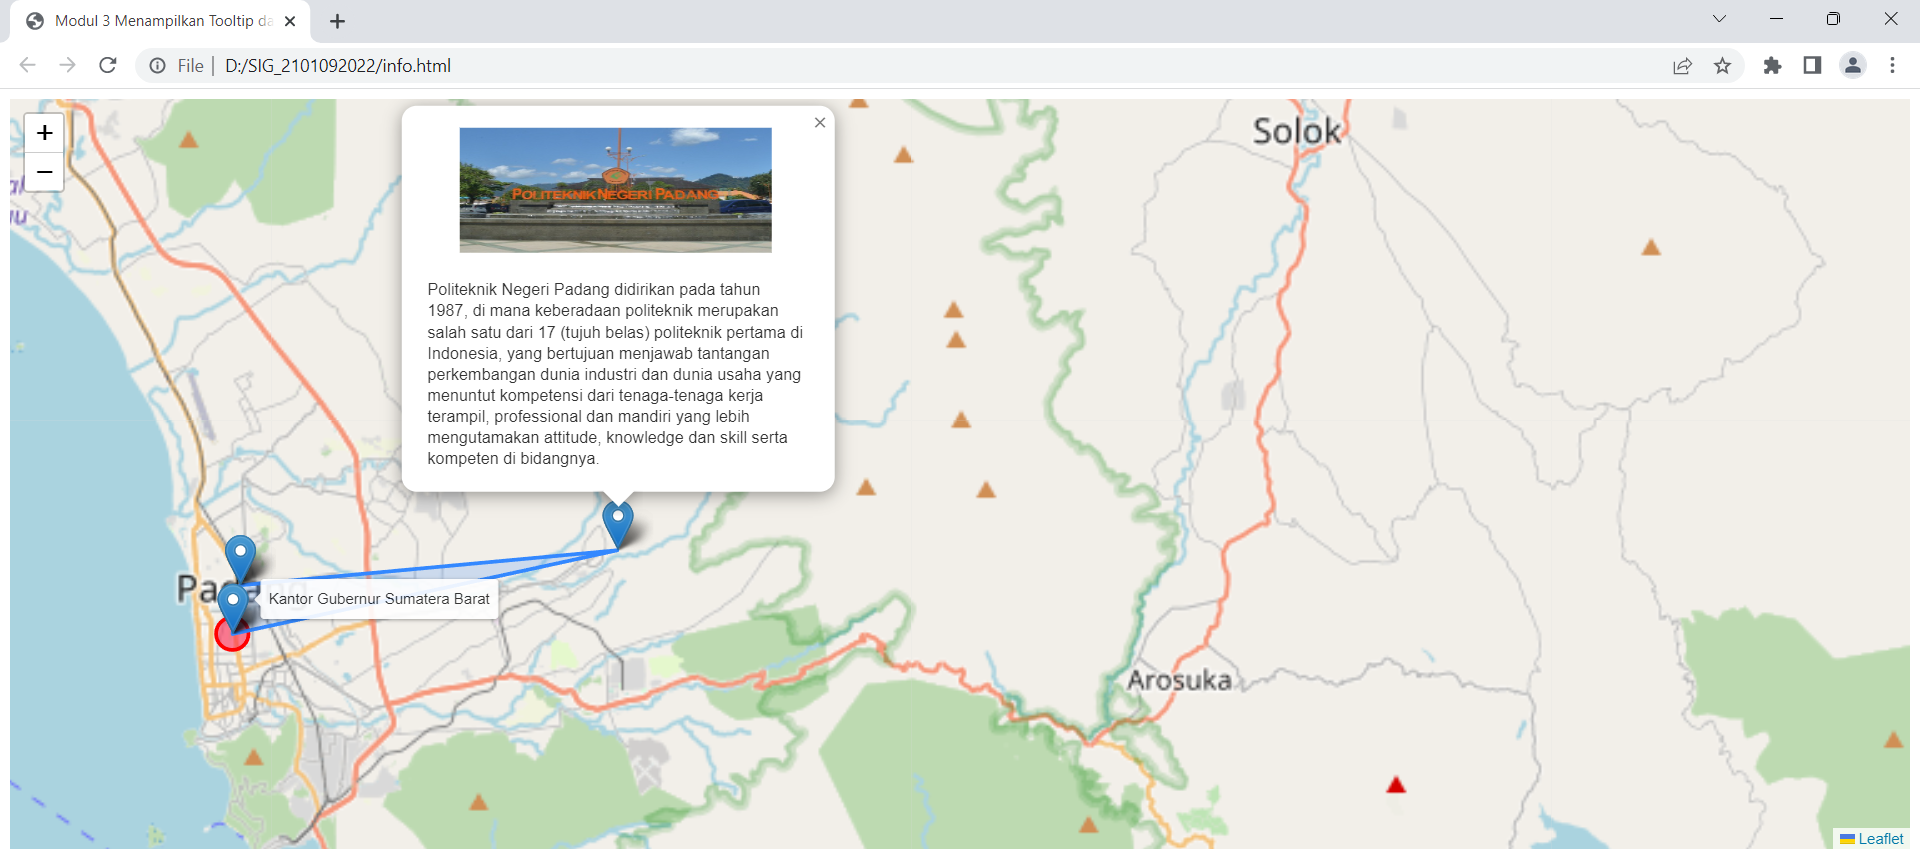 Modul 3 Menampilkan Tooltip da
File
D:/SIG_2101092022/info.html
+
−
POLITEKNIK NEGERI PADANG
Politeknik Negeri Padang didirikan pada tahun
1987, di mana keberadaan politeknik merupakan
salah satu dari 17 (tujuh belas) politeknik pertama di
Indonesia, yang bertujuan menjawab tantangan
perkembangan dunia industri dan dunia usaha yang
menuntut kompetensi dari tenaga-tenaga kerja
terampil, professional dan mandiri yang lebih
mengutamakan attitude, knowledge dan skill serta
kompeten di bidangnya.
Solok
Padang
Kantor Gubernur Sumatera Barat
Arosuka
Leaflet